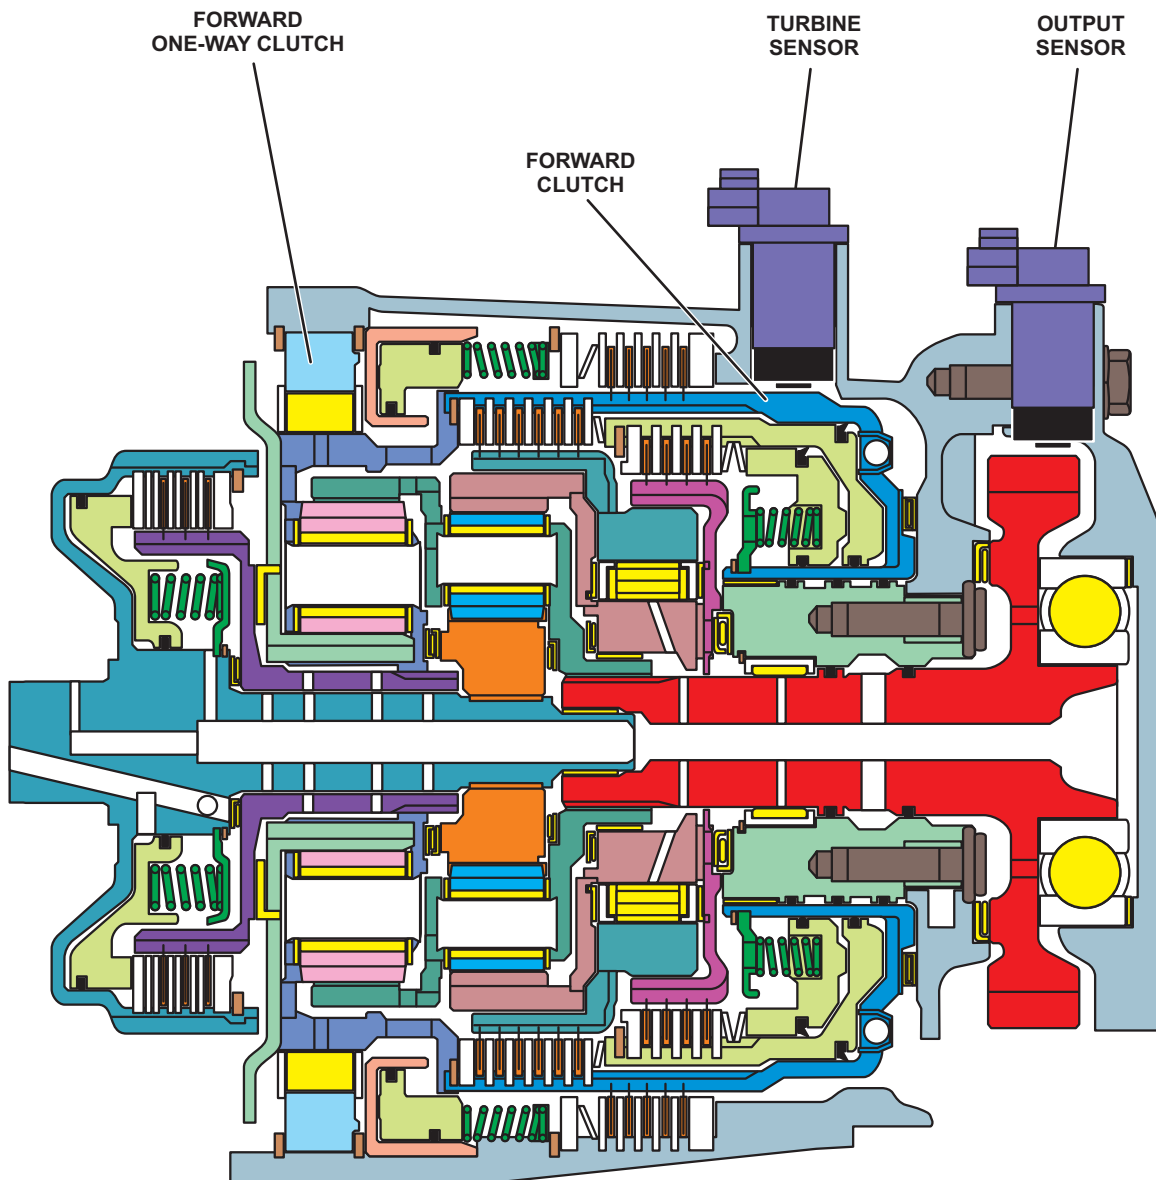 FORWARD
ONE-WAY CLUTCH
TURBINE
SENSOR
OUTPUT
SENSOR
FORWARD
CLUTCH